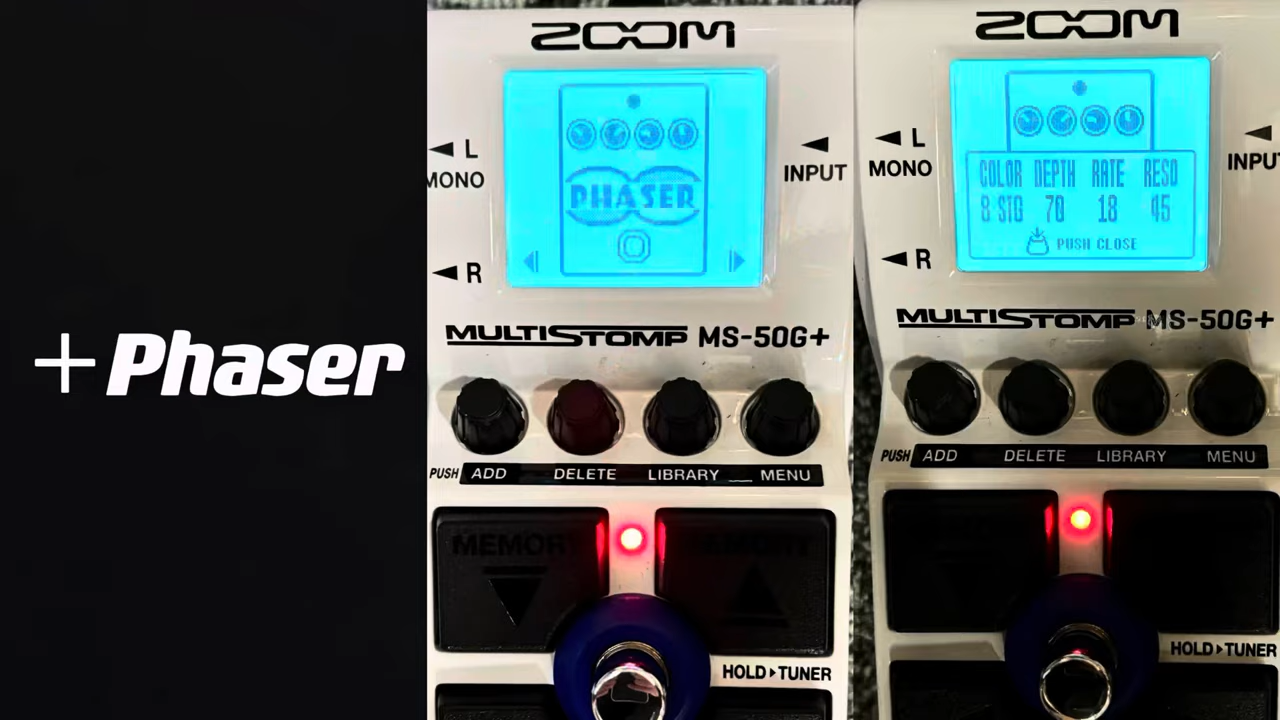 +Phaser
ZOOM
PHASER
L
MONO
INPUT
R
MULTISTOMP MS-50G+
PUSH ADD DELETE LIBRARY MENU
MEMORY
MEMORY
HOLD▸TUNER
ZOOM
COLOR DEPTH RATE RESO
8 STG 70 18 45
PUSH CLOSE
L
MONO
INPUT
R
MULTISTOMP MS-50G+
PUSH ADD DELETE LIBRARY MENU
HOLD▸TUNER